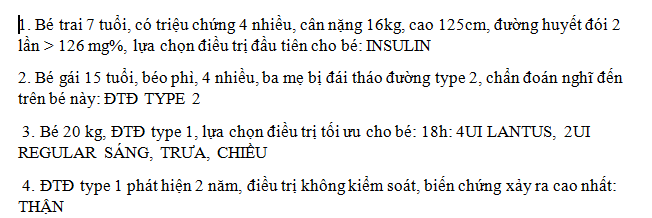 1. Bé trai 7 tuổi, có triệu chứng 4 nhiều, cân nặng 16kg, cao 125cm, đường huyết đói 2
lần > 126 mg%, lựa chọn điều trị đầu tiên cho bé: INSULIN
2. Bé gái 15 tuổi, béo phì, 4 nhiều, ba mẹ bị đái tháo đường type 2, chẩn đoán nghĩ đến
trên bé này: ĐTĐ TYPE 2
3. Bé 20 kg, ĐTĐ type 1, lựa chọn điều trị tối ưu cho bé: 18h: 4UI LANTUS, 2UI
REGULAR SÁNG, TRƯA, CHIỀU
4. ĐTĐ type 1 phát hiện 2 năm, điều trị không kiểm soát, biến chứng xảy ra cao nhất:
THẬN